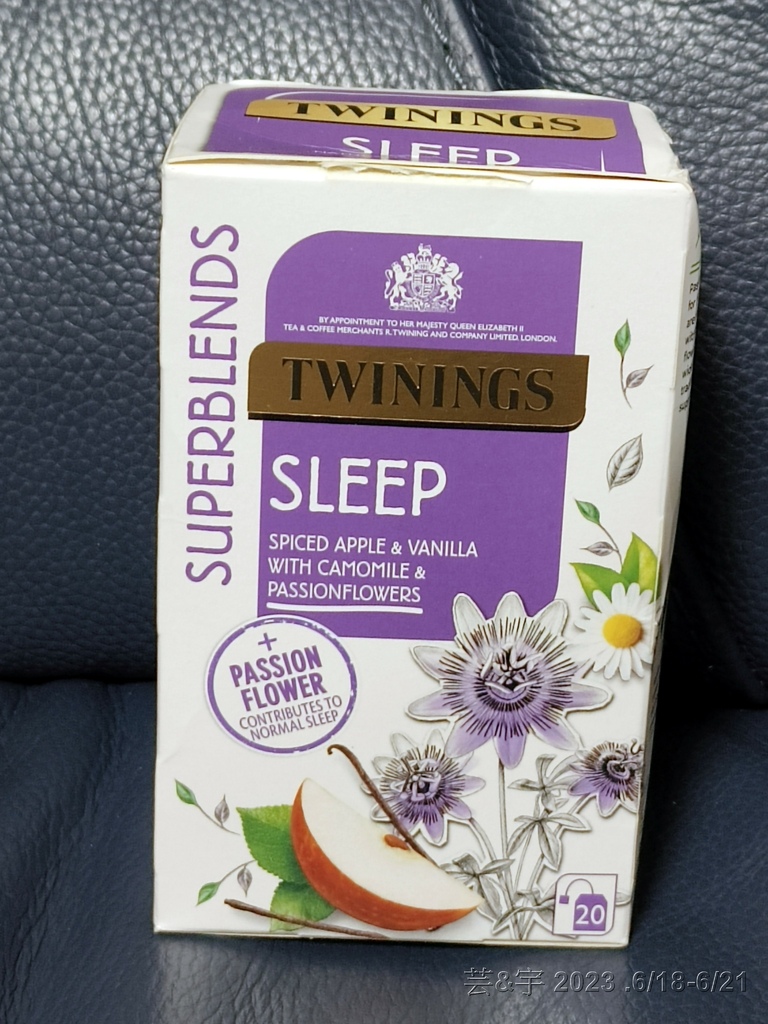 TWININGS
SLEEP
SUPERBLENDS
BY APPOINTMENT TO HER MAJESTY QUEEN ELIZABETH II
TEA & COFFEE MERCHANTS R. TWINING AND COMPANY LIMITED, LONDON.
TWININGS
SLEEP
SPICED APPLE & VANILLA
WITH CAMOMILE &
PASSIONFLOWERS
+
PASSION
FLOWER
CONTRIBUTES TO
NORMAL SLEEP
20
芸&宇 2023 .6/18-6/21